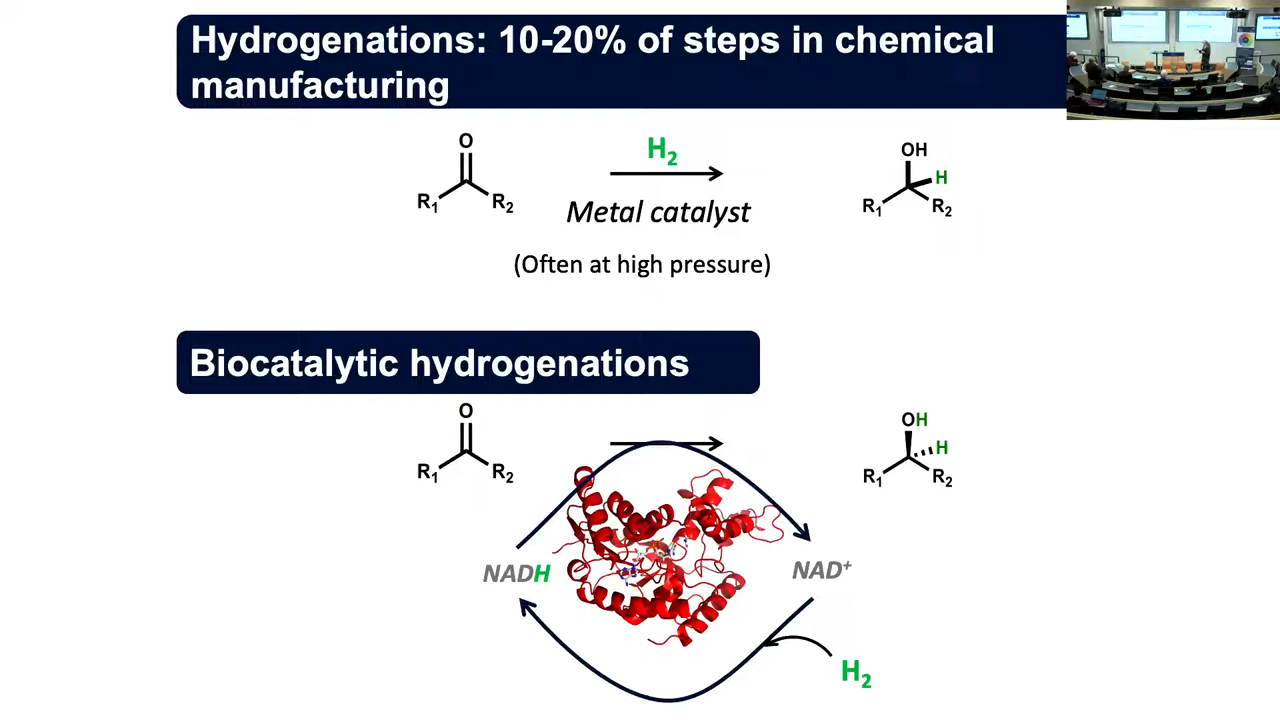 Hydrogenations: 10-20% of steps in chemical
manufacturing
O
R₁
R₂
H₂
Metal catalyst
(Often at high pressure)
OH
H
R₁
R₂
Biocatalytic hydrogenations
O
R₁
R₂
OH
H
R₁
R₂
NADH
NAD⁺
H₂